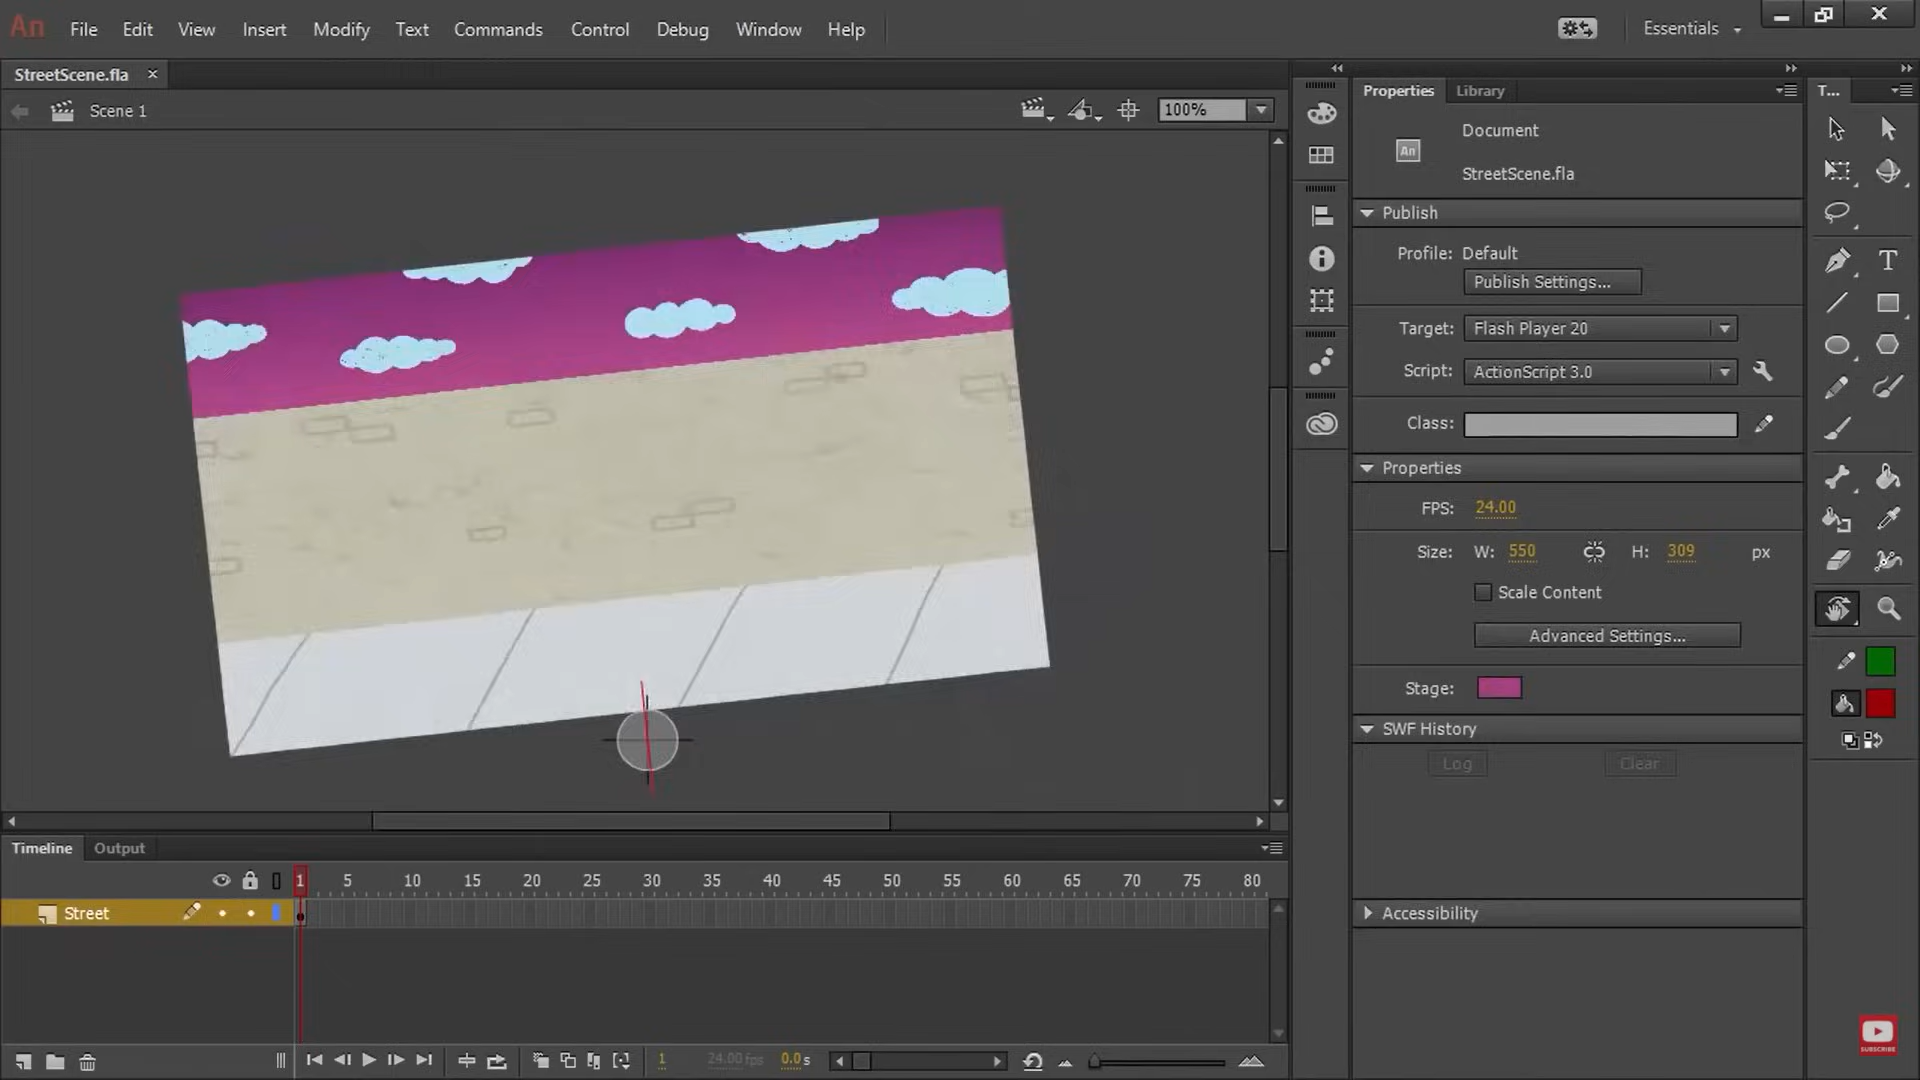 An File Edit View Insert Modify Text Commands Control Debug Window Help Essentials
StreetScene.fla
Scene 1
100%
Properties Library
T...
Document
An
StreetScene.fla
Publish
Profile: Default
Publish Settings...
Target: Flash Player 20
Script: ActionScript 3.0
Class:
Properties
FPS: 24.00
Size: W: 550 H: 309 px
Scale Content
Advanced Settings...
Stage:
SWF History
Log Clear
Accessibility
Timeline Output
1 5 10 15 20 25 30 35 40 45 50 55 60 65 70 75 80
Street
1 24.00 fps 0.0 s
SUBSCRIBE